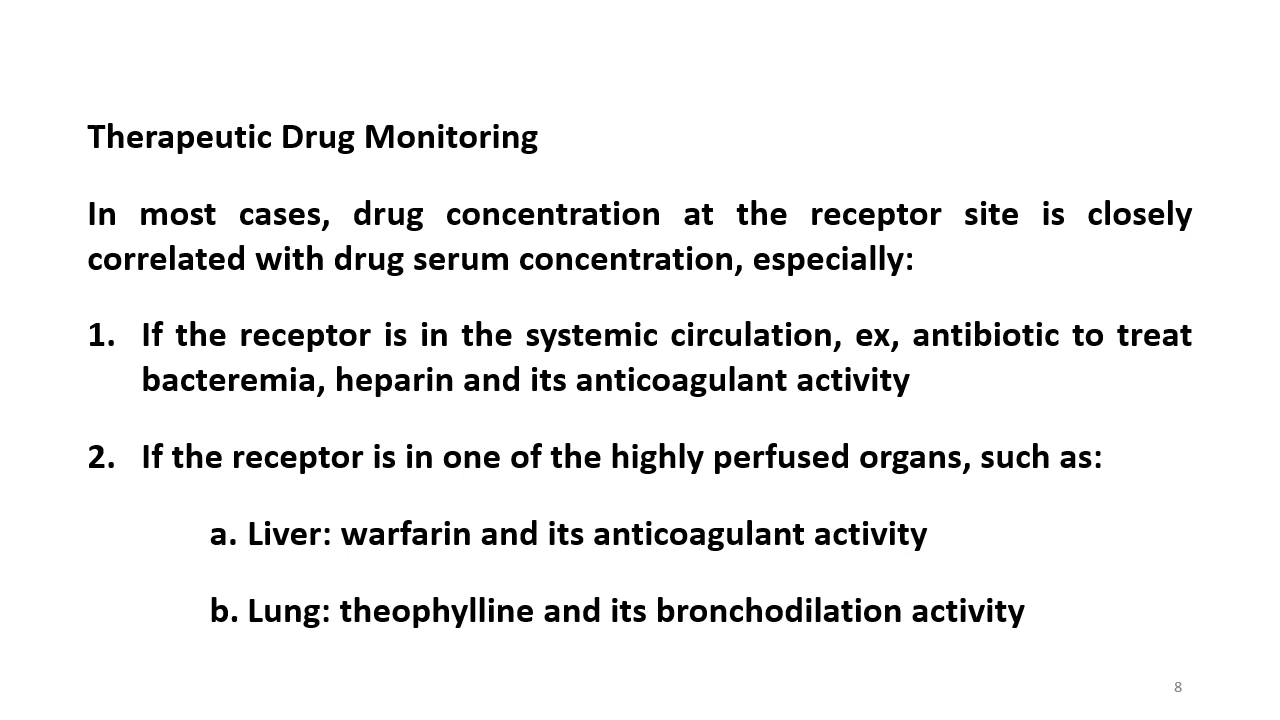 Therapeutic Drug Monitoring
In most cases, drug concentration at the receptor site is closely
correlated with drug serum concentration, especially:
1. If the receptor is in the systemic circulation, ex, antibiotic to treat
bacteremia, heparin and its anticoagulant activity
2. If the receptor is in one of the highly perfused organs, such as:
a. Liver: warfarin and its anticoagulant activity
b. Lung: theophylline and its bronchodilation activity
8